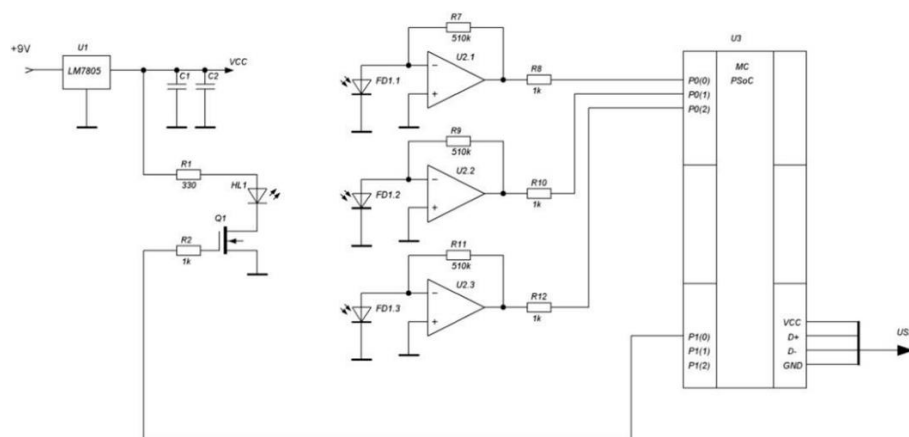 +9V
U1
LM7805
VCC
C1
C2
R1
330
HL1
Q1
R2
1k
R7
510k
FD1.1
U2.1
R8
1k
R9
510k
FD1.2
U2.2
R10
1k
R11
510k
FD1.3
U2.3
R12
1k
U3
MC
PSoC
P0(0)
P0(1)
P0(2)
P1(0)
P1(1)
P1(2)
VCC
D+
D-
GND
US